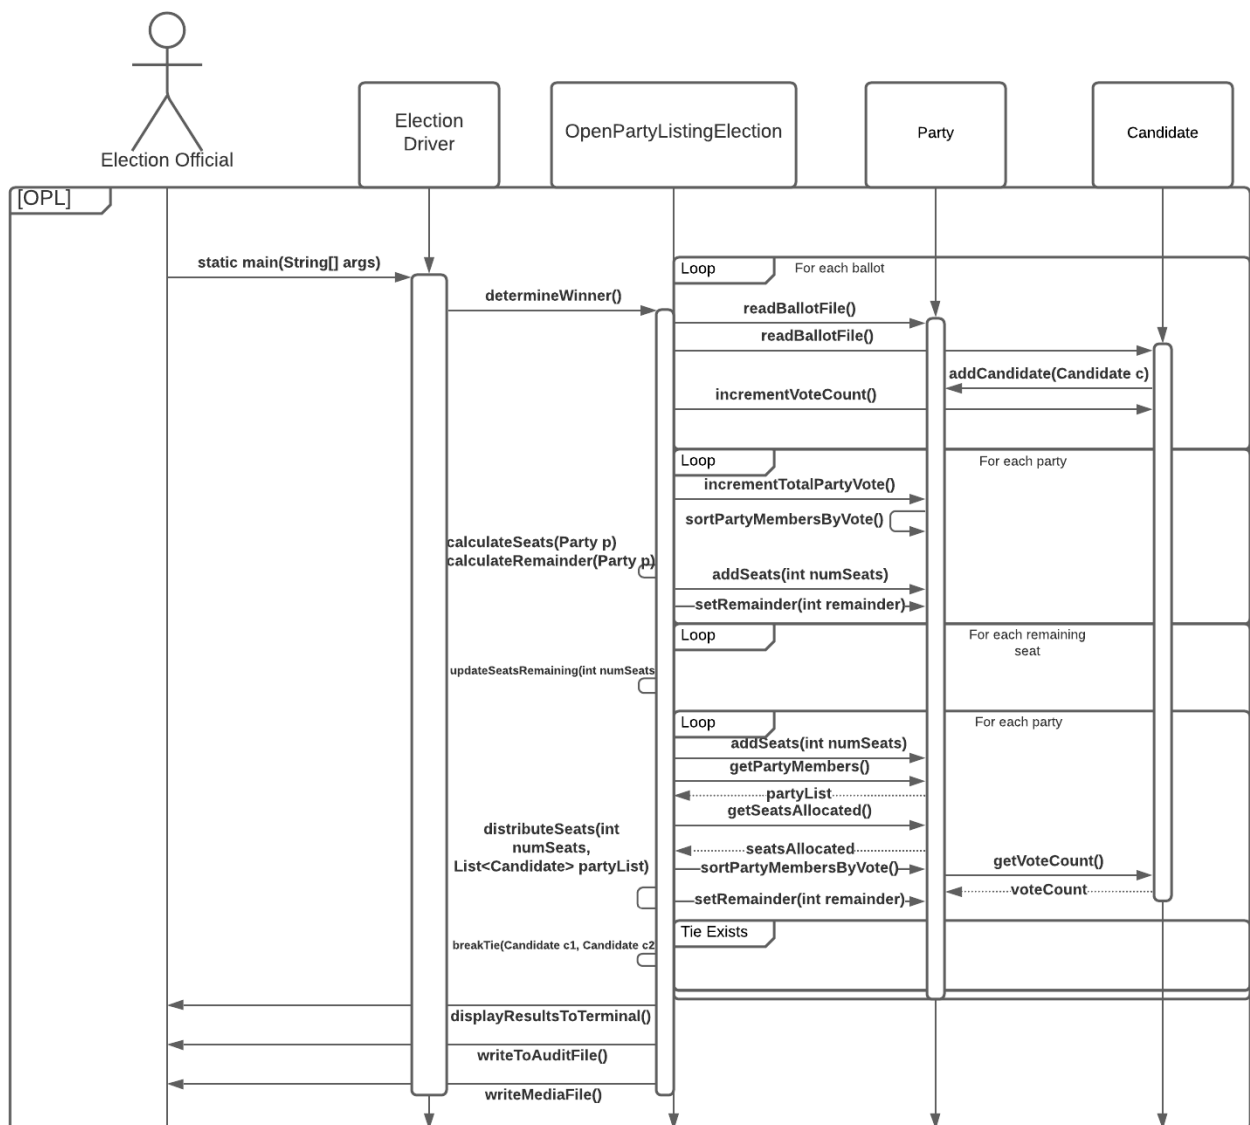 Election Official
Election
Driver
OpenPartyListingElection
Party
Candidate
[OPL]
static main(String[] args)
Loop
For each ballot
determineWinner()
readBallotFile()
readBallotFile()
addCandidate(Candidate c)
incrementVoteCount()
Loop
For each party
incrementTotalPartyVote()
sortPartyMembersByVote()
calculateSeats(Party p)
calculateRemainder(Party p)
addSeats(int numSeats)
setRemainder(int remainder)
Loop
For each remaining
seat
updateSeatsRemaining(int numSeats
Loop
For each party
addSeats(int numSeats)
getPartyMembers()
partyList
getSeatsAllocated()
distributeSeats(int
numSeats,
List<Candidate> partyList)
seatsAllocated
sortPartyMembersByVote()
getVoteCount()
voteCount
setRemainder(int remainder)
Tie Exists
breakTie(Candidate c1, Candidate c2
displayResultsToTerminal()
writeToAuditFile()
writeMediaFile()